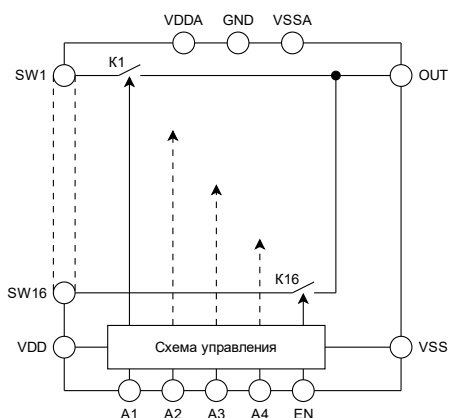 VDDA GND VSSA
K1
SW1 OUT
K16
SW16
VDD Схема управления VSS
A1 A2 A3 A4 EN